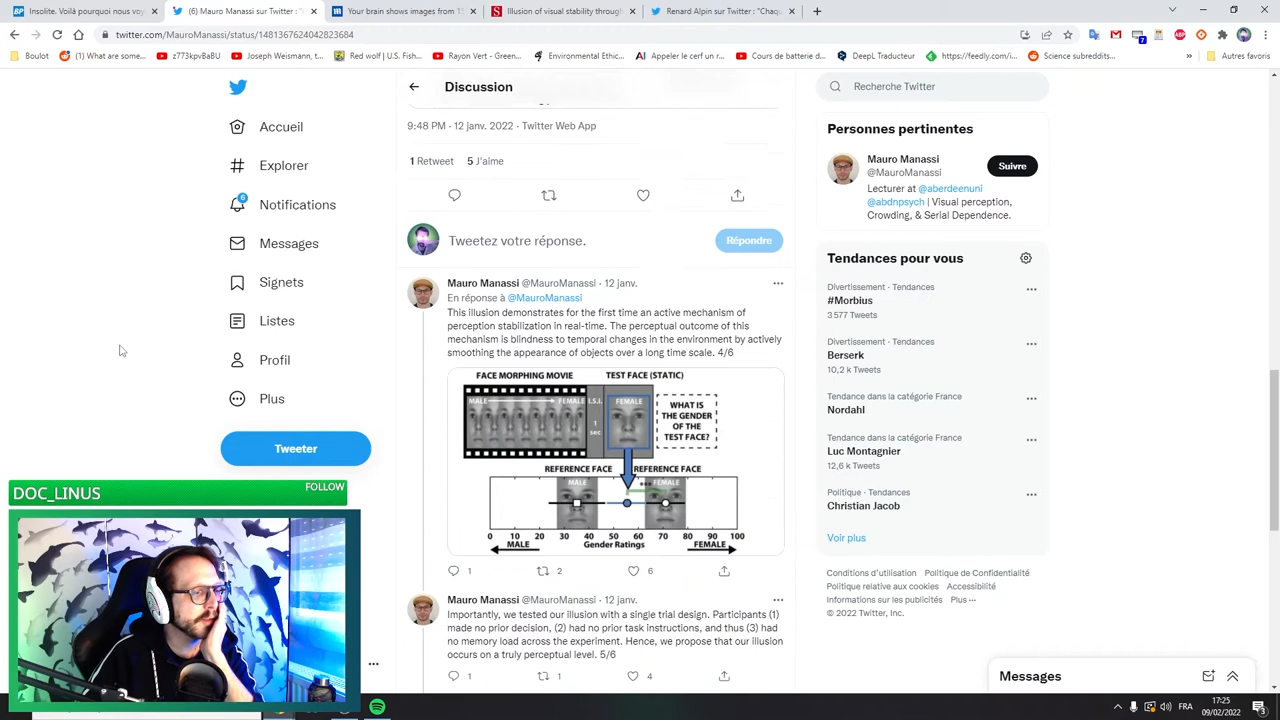 Insolite. Voilà pourquoi nous voy
(6) Mauro Manassi sur Twitter: "
Your brain shows images from 15
Illusion of visual stability through
Renard Alpin sur Twitter: "Chaqu
twitter.com/MauroManassi/status/1481367624042823684
Boulot
(1) What are some...
z773kpvBaBU
Joseph Weismann, t...
Red wolf | U.S. Fish...
Rayon Vert - Green...
Environmental Ethic...
Appeler le cerf un r...
Cours de batterie d...
DeepL Traducteur
https://feedly.com/i...
Science subreddits...
»
Autres favoris
Accueil
Explorer
6
Notifications
Messages
Signets
Listes
Profil
Plus
Tweeter
DOC_LINUS
FOLLOW
Discussion
9:48 PM · 12 janv. 2022 · Twitter Web App
1 Retweet 5 J'aime
Tweetez votre réponse.
Répondre
Mauro Manassi @MauroManassi · 12 janv.
En réponse à @MauroManassi
This illusion demonstrates for the first time an active mechanism of
perception stabilization in real-time. The perceptual outcome of this
mechanism is blindness to temporal changes in the environment by actively
smoothing the appearance of objects over a long time scale. 4/6
FACE MORPHING MOVIE
TEST FACE (STATIC)
MALE
FEMALE
I.S.I.
1
sec
FEMALE
WHAT IS
THE GENDER
OF THE
TEST FACE?
REFERENCE FACE
REFERENCE FACE
MALE
FEMALE
0 10 20 30 40 50 60 70 80 90 100
MALE
Gender Ratings
FEMALE
1 2 6
Mauro Manassi @MauroManassi · 12 janv.
Importantly, we tested our illusion with a single trial design. Participants (1)
made no prior decision, (2) had no prior task instructions, and thus (3) had
no memory load across the experiment. Hence, we propose that our illusion
occurs on a truly perceptual level. 5/6
1 1 4
Recherche Twitter
Personnes pertinentes
Mauro Manassi
@MauroManassi
Suivre
Lecturer at @aberdeenuni
@abdnpsych | Visual perception,
Crowding, & Serial Dependence.
Tendances pour vous
Divertissement · Tendances
#Morbius
3 577 Tweets
Divertissement · Tendances
Berserk
10,2 k Tweets
Tendance dans la catégorie France
Nordahl
Tendance dans la catégorie France
Luc Montagnier
12,6 k Tweets
Politique · Tendances
Christian Jacob
Voir plus
Conditions d'utilisation Politique de Confidentialité
Politique relative aux cookies Accessibilité
Informations sur les publicités Plus ···
© 2022 Twitter, Inc.
Messages
FRA
17:25
09/02/2022